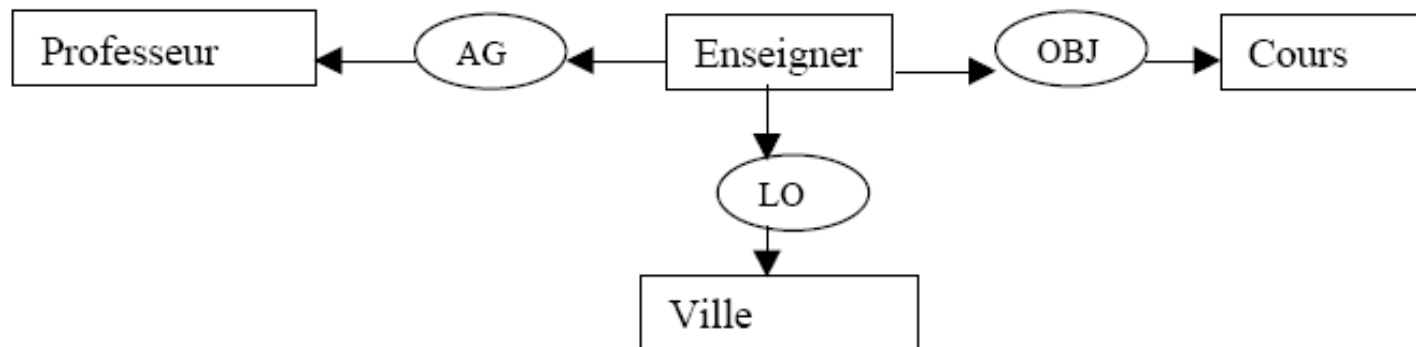 Professeur
AG
Enseigner
OBJ
Cours
LO
Ville